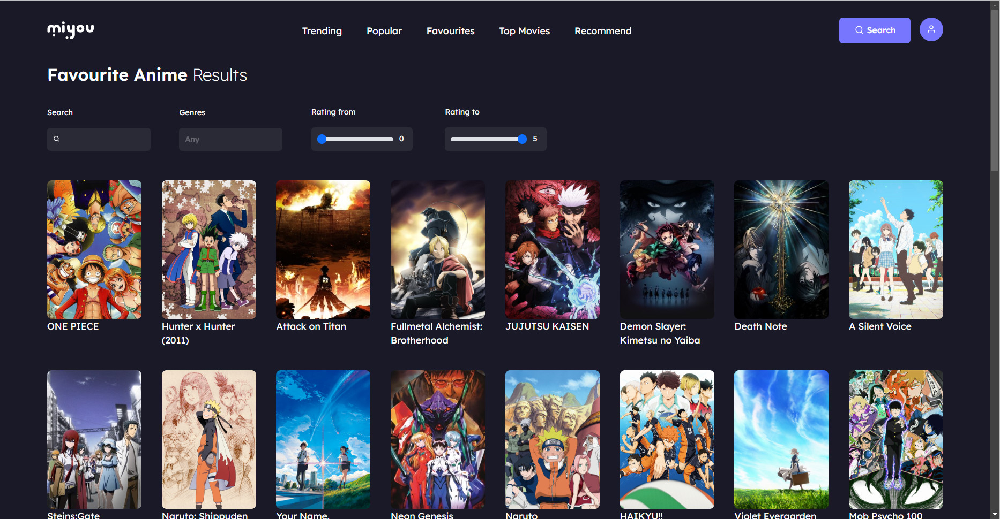 miyou
Trending
Popular
Favourites
Top Movies
Recommend
Search
Favourite Anime Results
Search
Genres
Rating from
Rating to
Any
0
5
ONE PIECE
Hunter x Hunter
(2011)
Attack on Titan
Fullmetal Alchemist:
Brotherhood
JUJUTSU KAISEN
Demon Slayer:
Kimetsu no Yaiba
Death Note
A Silent Voice
9
5
Steins;Gate
Naruto: Shippuden
Your Name.
Neon Genesis
Naruto
HAIKYU!!
Violet Evergarden
Mob Psycho 100